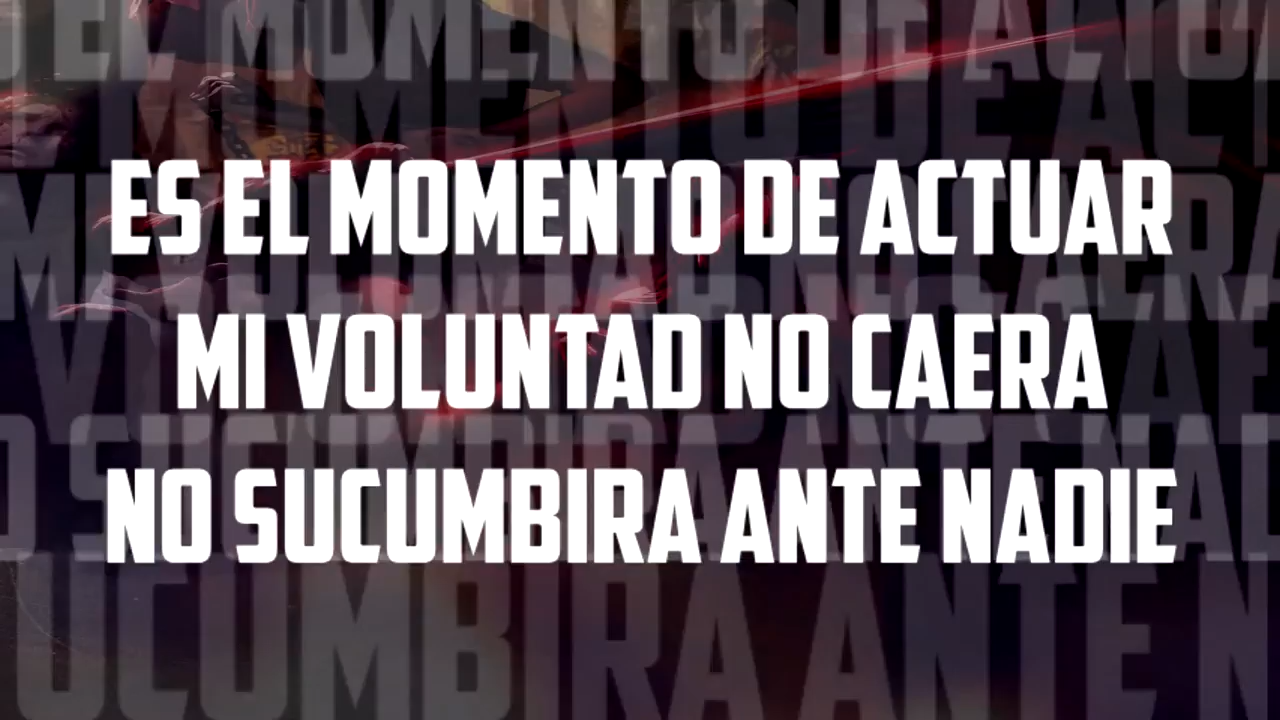 ES EL MOMENTO DE ACTUAR
MI VOLUNTAD NO CAERA
NO SUCUMBIRA ANTE NADIE